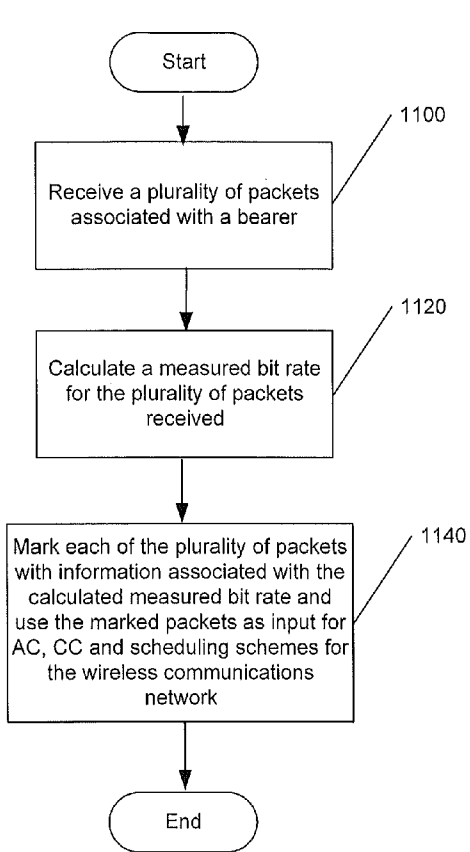 Start
1100
Receive a plurality of packets
associated with a bearer
1120
Calculate a measured bit rate
for the plurality of packets
received
1140
Mark each of the plurality of packets
with information associated with the
calculated measured bit rate and
use the marked packets as input for
AC, CC and scheduling schemes for
the wireless communications
network
End